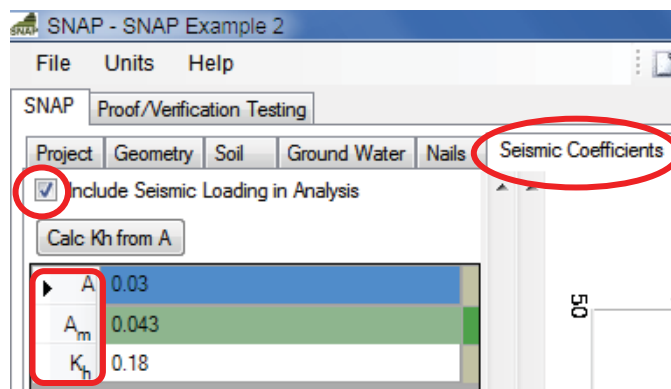 SNAP - SNAP Example 2
File Units Help
SNAP Proof/Verification Testing
Project Geometry Soil Ground Water Nails Seismic Coefficients
Include Seismic Loading in Analysis
Calc Kh from A
A 0.03
Am 0.043
Kh 0.18
50